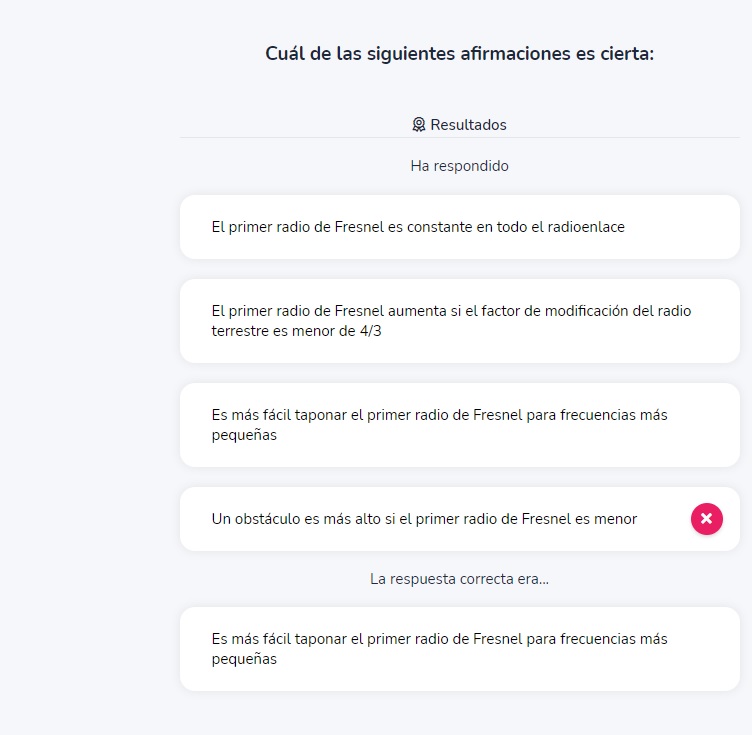 Cuál de las siguientes afirmaciones es cierta:
Resultados
Ha respondido
El primer radio de Fresnel es constante en todo el radioenlace
El primer radio de Fresnel aumenta si el factor de modificación del radio
terrestre es menor de 4/3
Es más fácil taponar el primer radio de Fresnel para frecuencias más
pequeñas
Un obstáculo es más alto si el primer radio de Fresnel es menor
La respuesta correcta era...
Es más fácil taponar el primer radio de Fresnel para frecuencias más
pequeñas